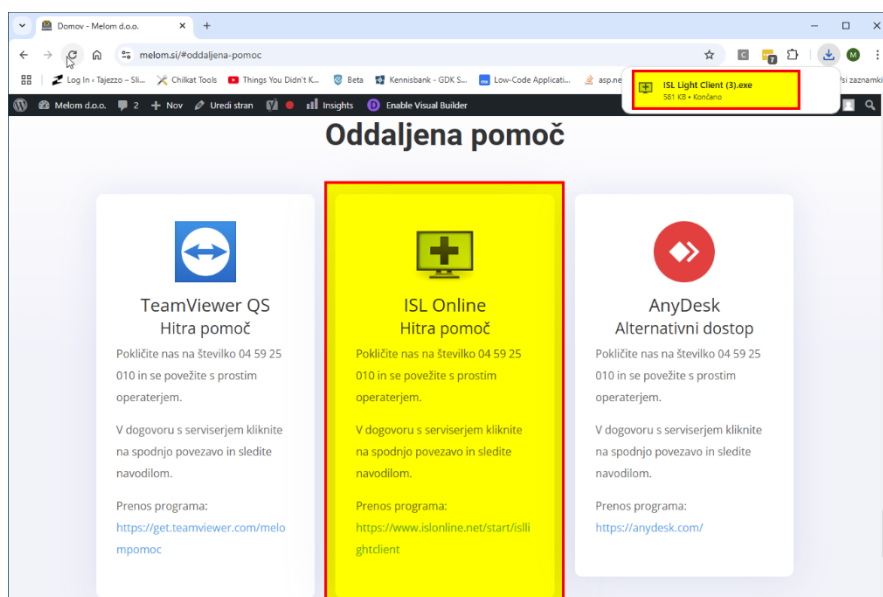 Domov - Melom d.o.o.
melom.si/#oddaljena-pomoc
Log In ‹ Tajezzo – Sli...
Chilkat Tools
Things You Didn't K...
Beta
Kennisbank - GDK S...
Low-Code Applicati...
asp.ne
si zaznamki
ISL Light Client (3).exe
581 KB • Končano
Melom d.o.o.
2
Nov
Uredi stran
Insights
Enable Visual Builder
Oddaljena pomoč
TeamViewer QS
Hitra pomoč
Pokličite nas na številko 04 59 25
010 in se povežite s prostim
operaterjem.
V dogovoru s serviserjem kliknite
na spodnjo povezavo in sledite
navodilom.
Prenos programa:
https://get.teamviewer.com/melo
mpomoc
ISL Online
Hitra pomoč
Pokličite nas na številko 04 59 25
010 in se povežite s prostim
operaterjem.
V dogovoru s serviserjem kliknite
na spodnjo povezavo in sledite
navodilom.
Prenos programa:
https://www.islonline.net/start/islli
ghtclient
AnyDesk
Alternativni dostop
Pokličite nas na številko 04 59 25
010 in se povežite s prostim
operaterjem.
V dogovoru s serviserjem kliknite
na spodnjo povezavo in sledite
navodilom.
Prenos programa:
https://anydesk.com/